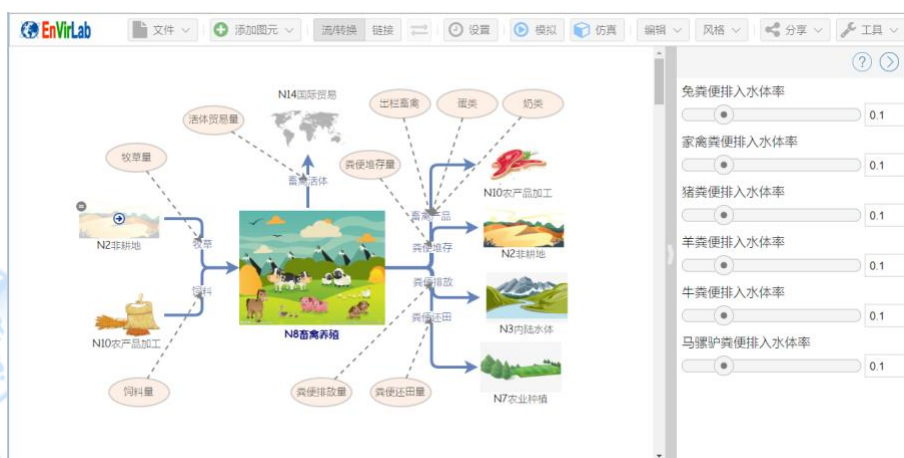 EnVirLab 文件 添加图元 流/转换 链接 设置 模拟 仿真 编辑 风格 分享 工具
N14国际贸易
出栏畜禽 蛋类 奶类
活体贸易量
牧草量
粪便堆存量
畜禽活体
N10农产品加工
畜禽产品
N2非耕地
牧草
粪便堆存
N2非耕地
饲料
粪便排放
粪便还田
N3内陆水体
N8畜禽养殖
N10农产品加工
饲料量
粪便排放量
粪便还田量
N7农业种植
兔粪便排入水体率
0.1
家禽粪便排入水体率
0.1
猪粪便排入水体率
0.1
羊粪便排入水体率
0.1
牛粪便排入水体率
0.1
马骡驴粪便排入水体率
0.1